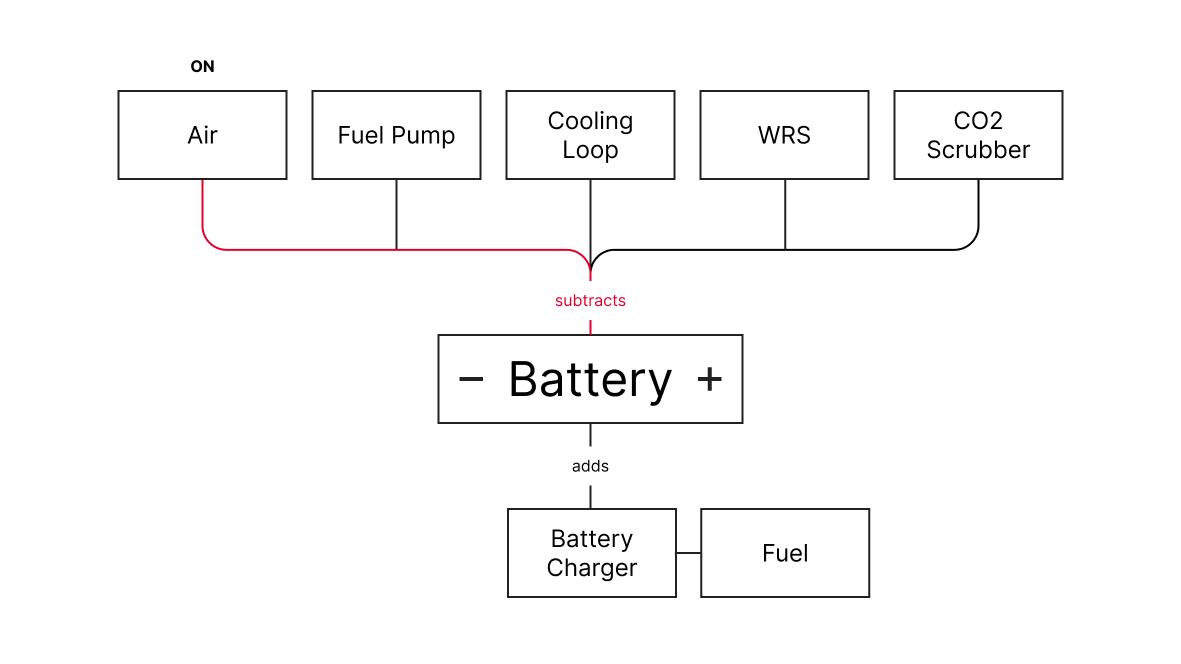 ON
Air
Fuel Pump
Cooling
Loop
WRS
CO2
Scrubber
subtracts
− Battery +
adds
Battery
Charger
Fuel